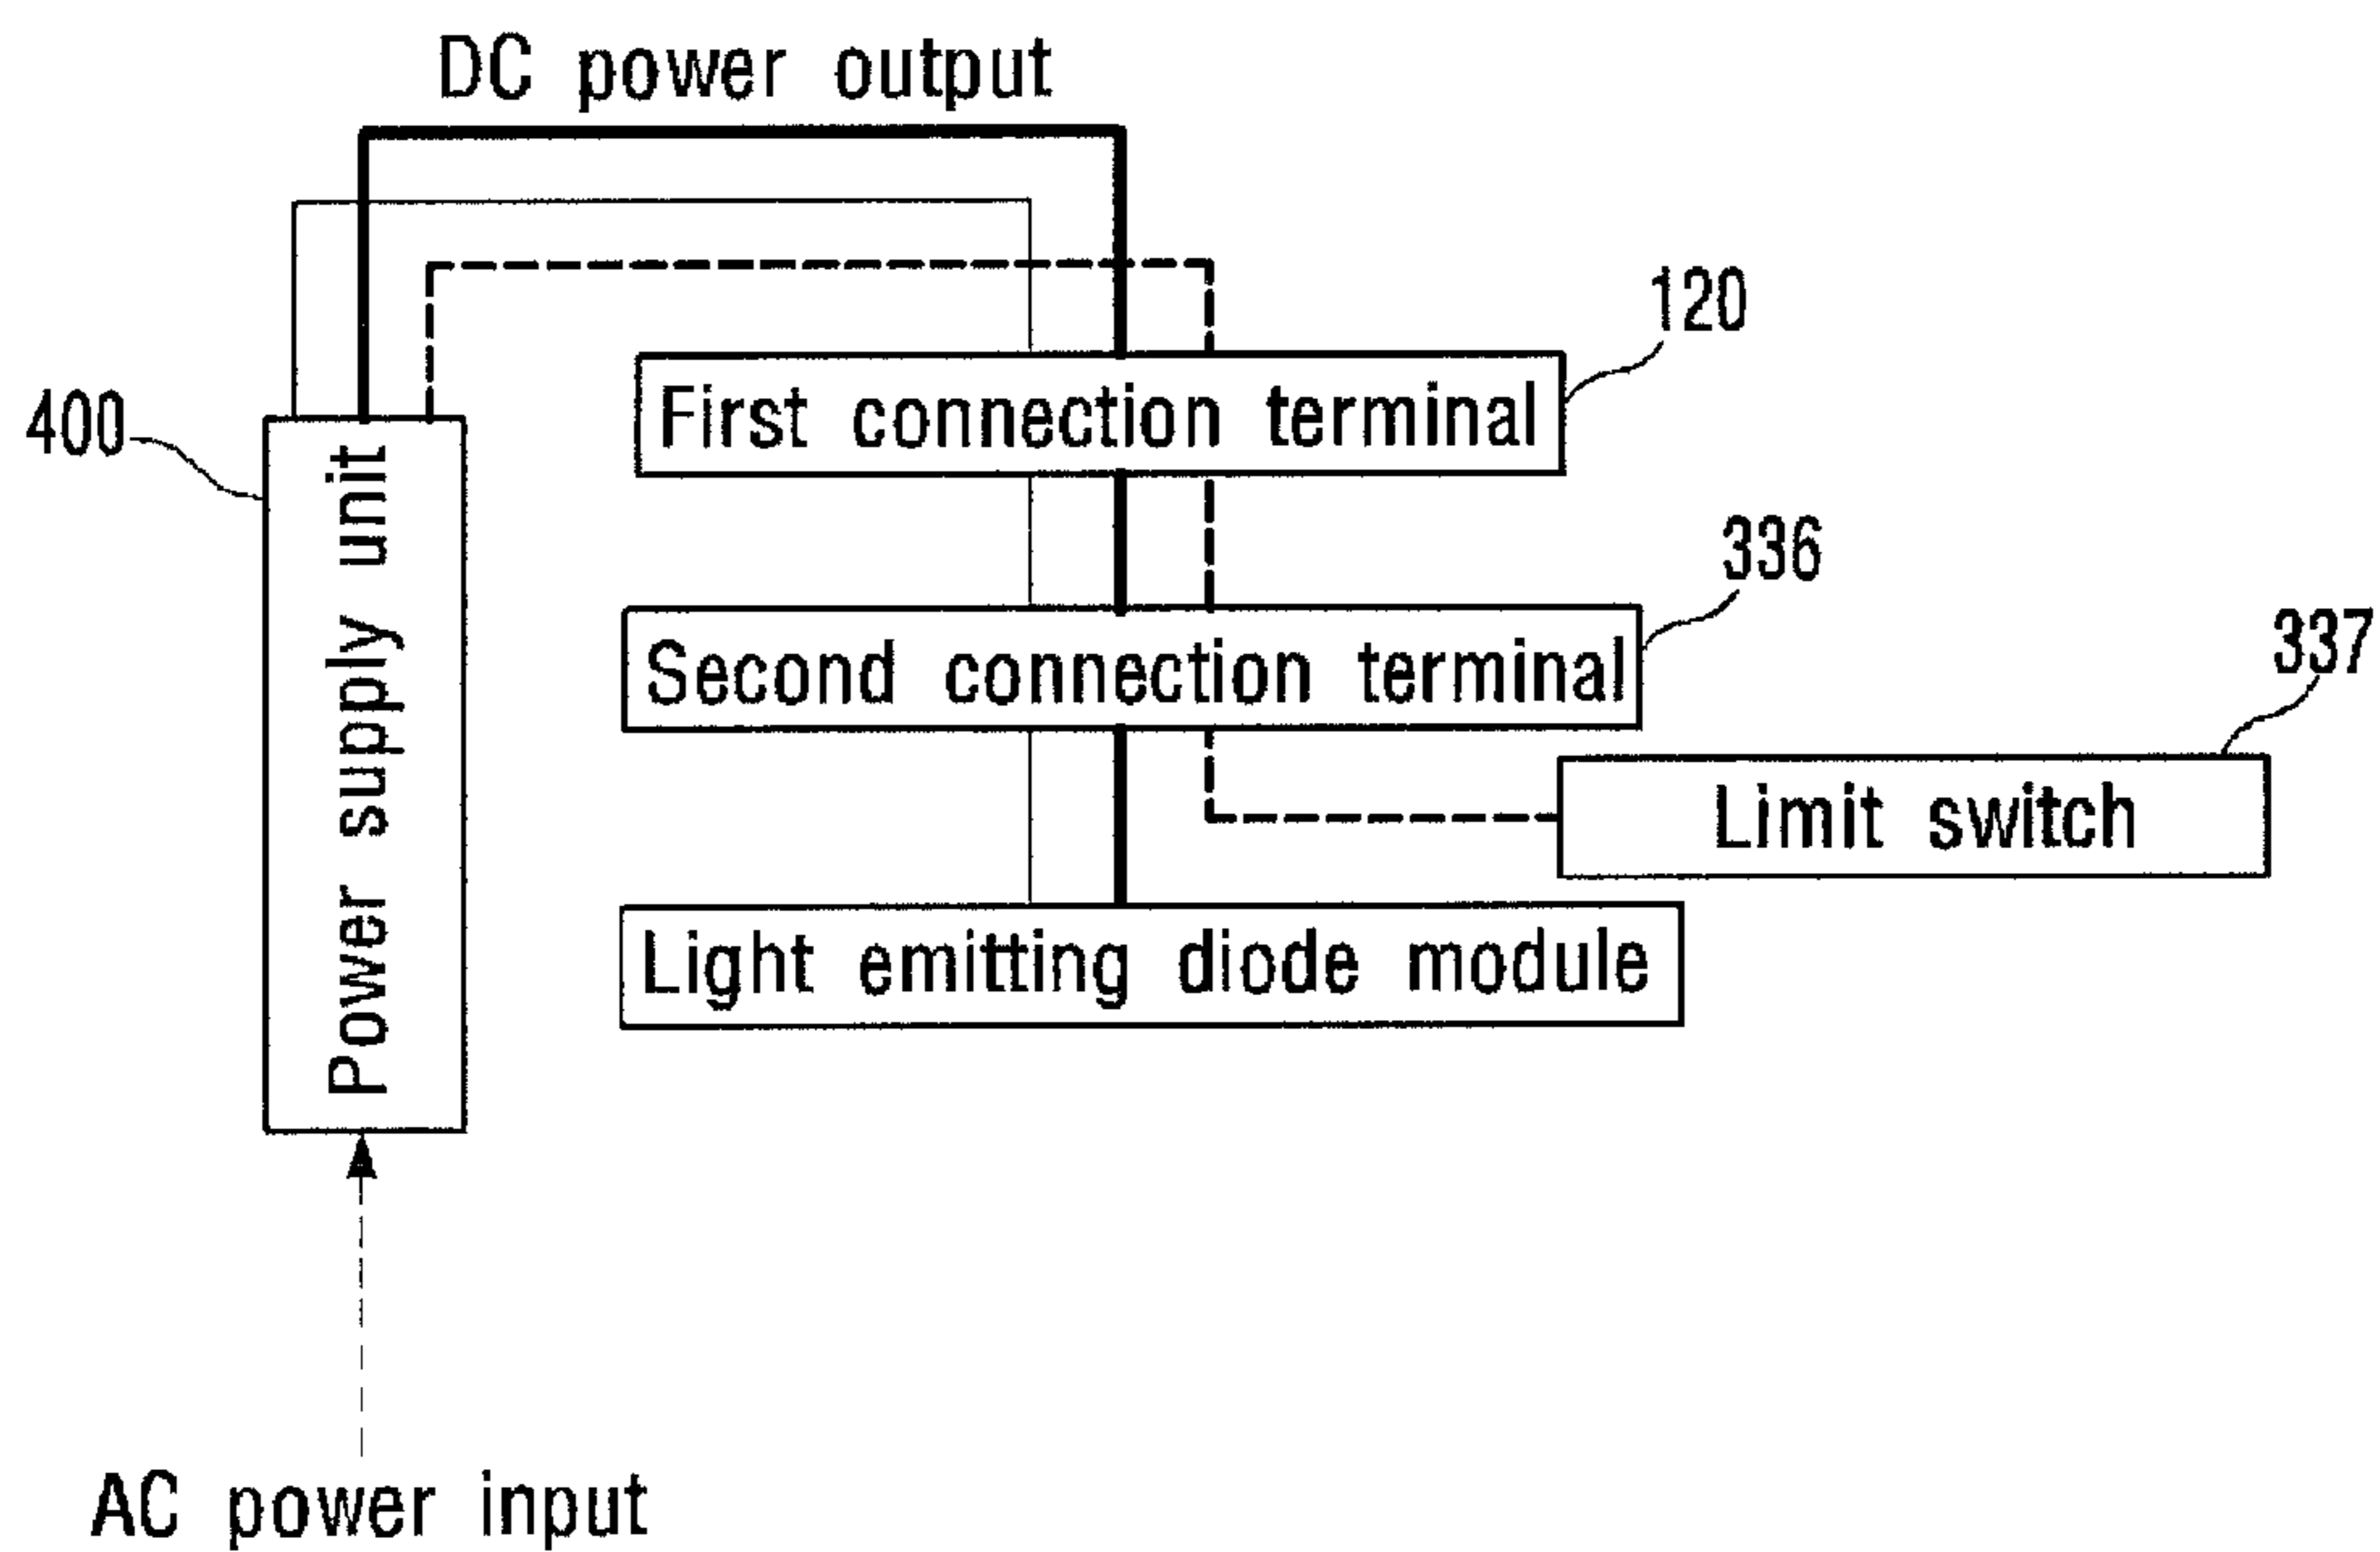 DC power output
120
400
First connection terminal
336
Second connection terminal
337
Limit switch
Power supply unit
Light emitting diode module
AC power input